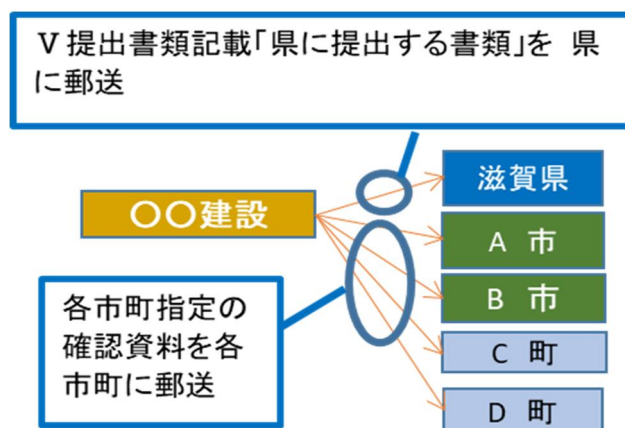 Ⅴ提出書類記載「県に提出する書類」を 県
に郵送
滋賀県
〇〇建設
A 市
B 市
各市町指定の
確認資料を各
市町に郵送
C 町
D 町